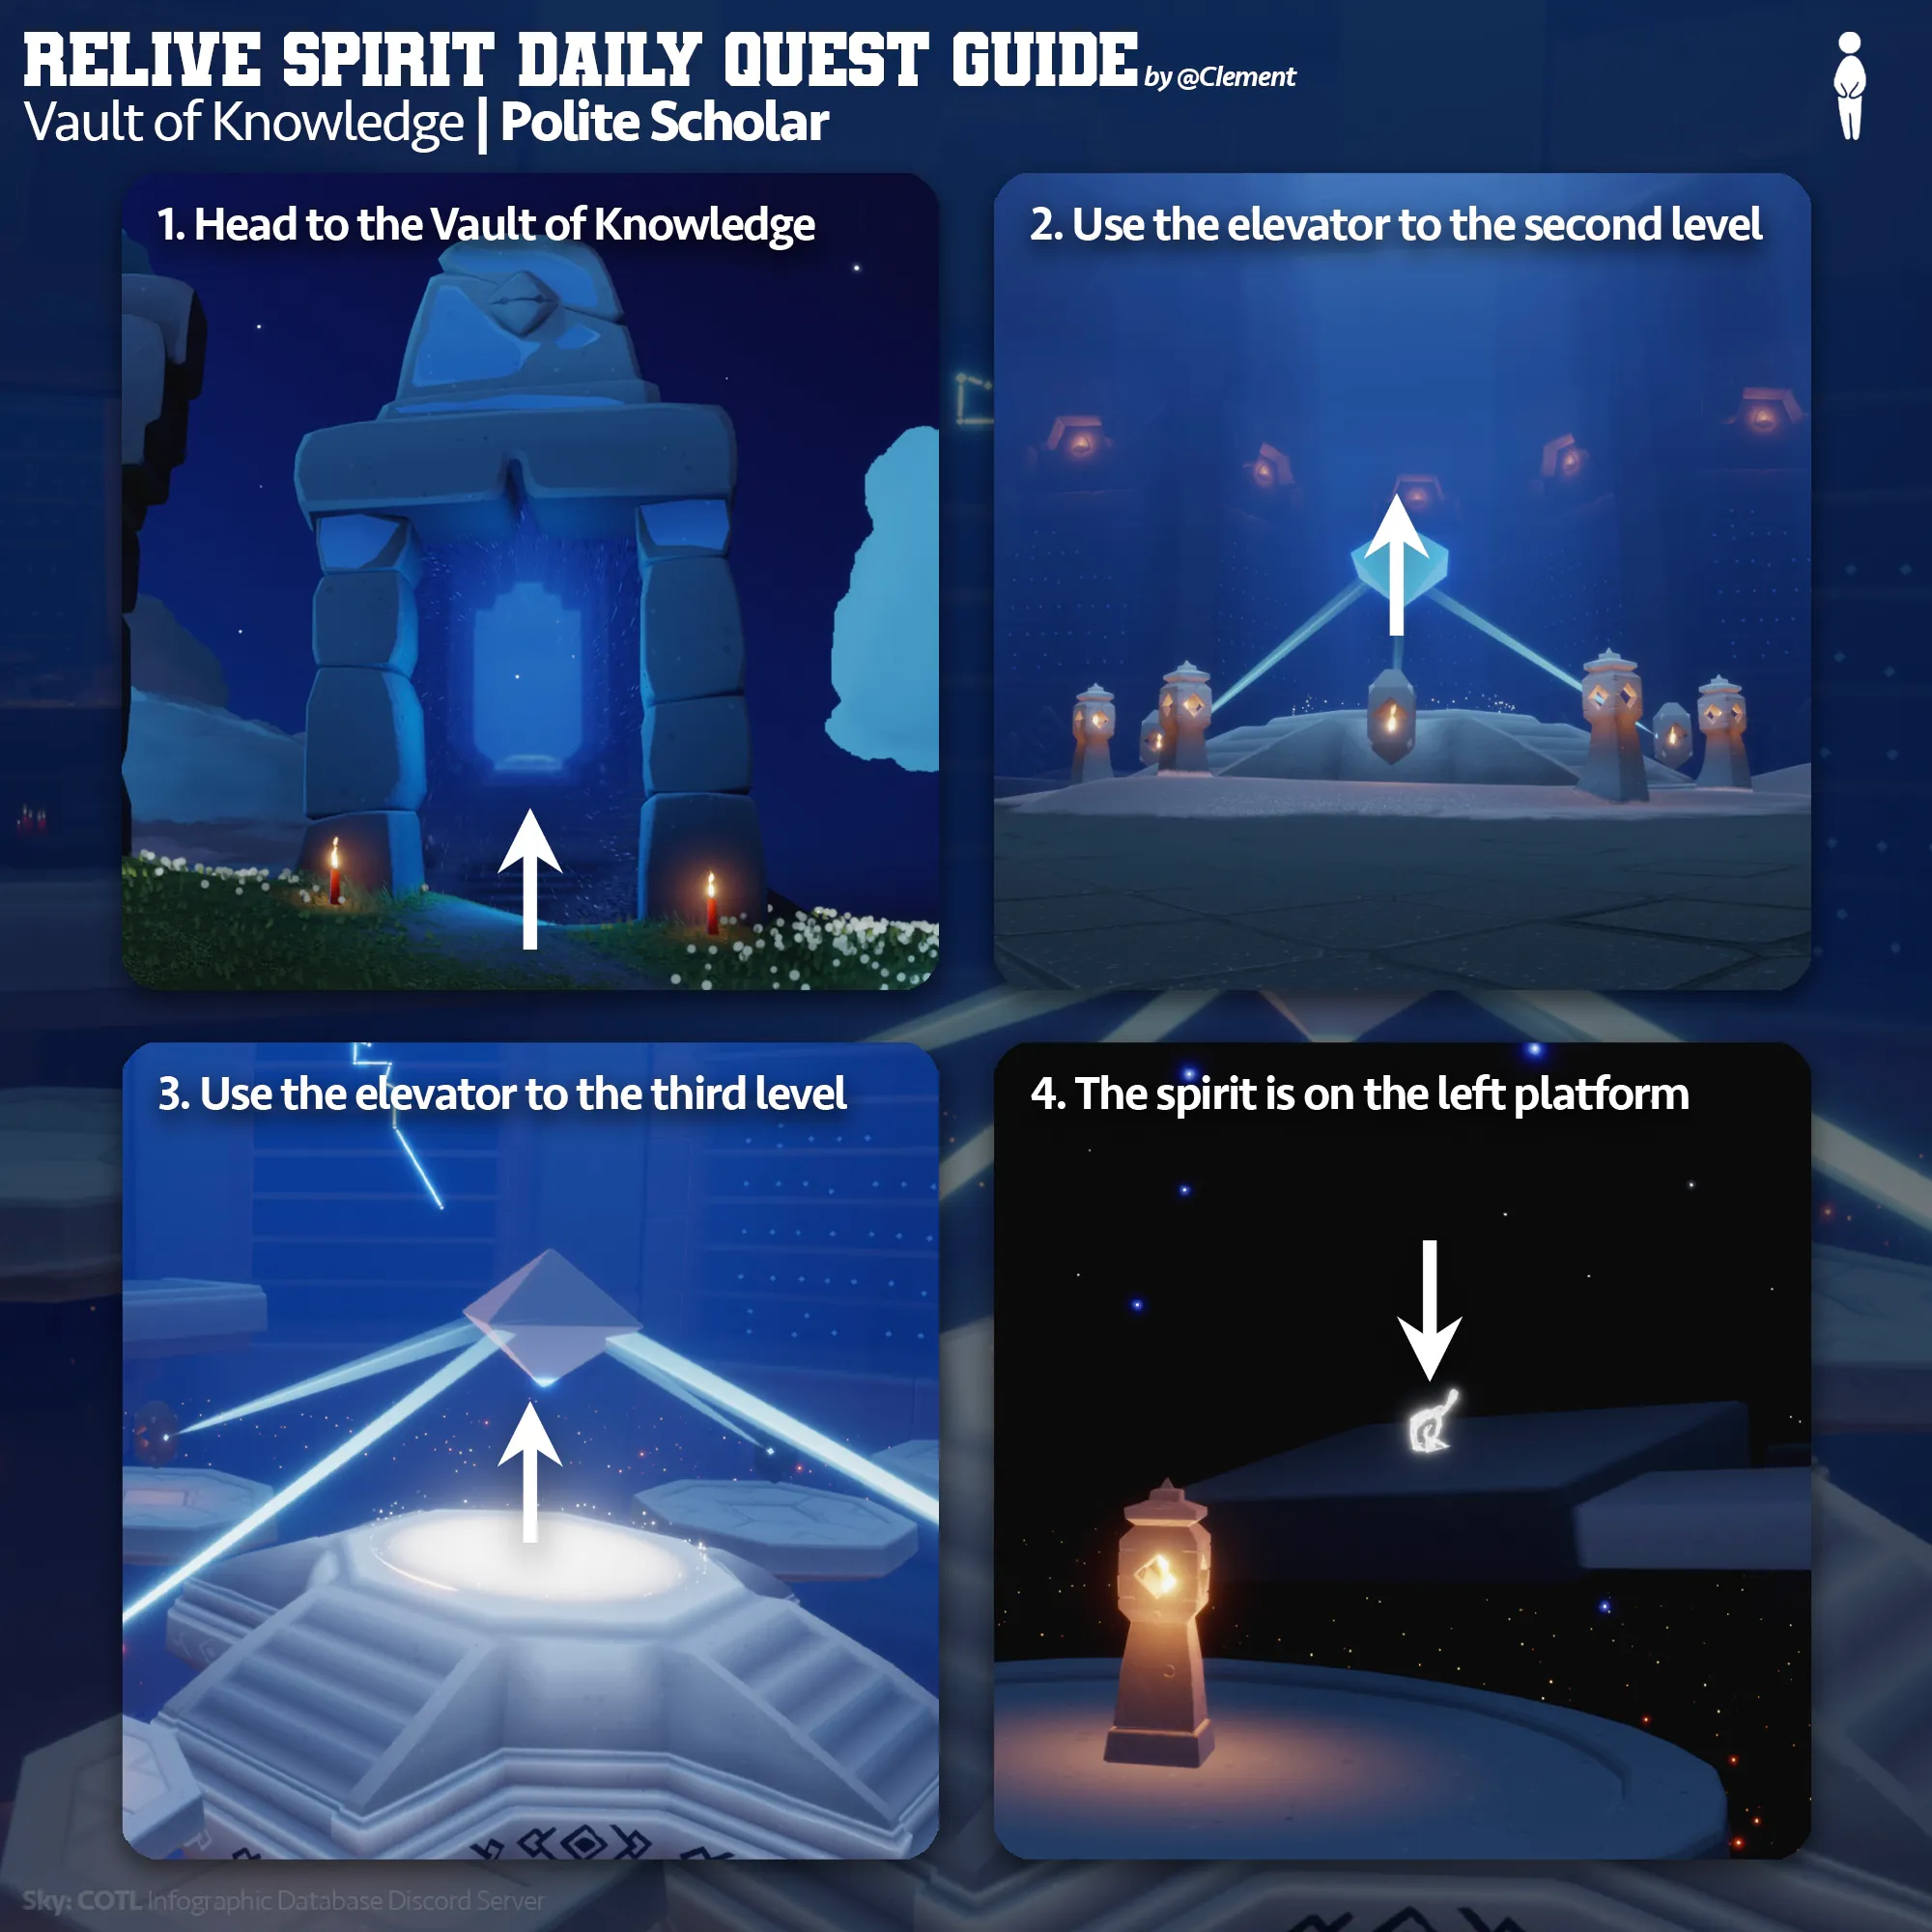 RELIVE SPIRIT DAILY QUEST GUIDE by @Clement
Vault of Knowledge | Polite Scholar
1. Head to the Vault of Knowledge
2. Use the elevator to the second level
3. Use the elevator to the third level
4. The spirit is on the left platform
Sky: COTL Infographic Database Discord Server